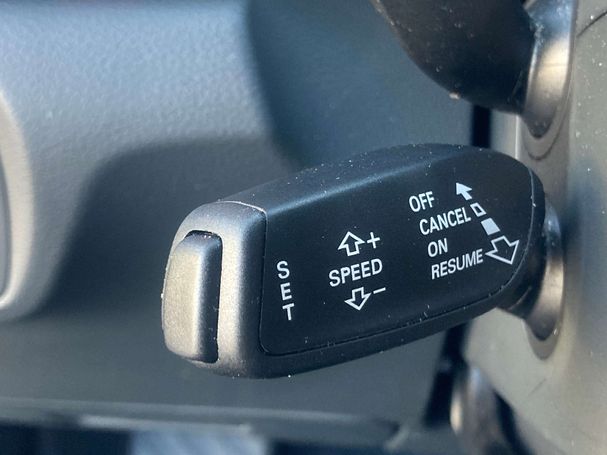 SET
SPEED
+
−
OFF
CANCEL
ON
RESUME